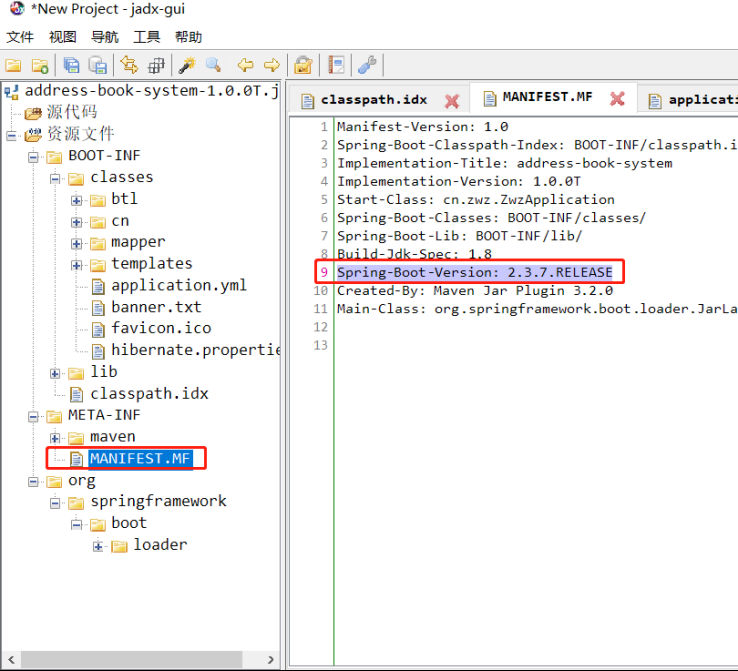 *New Project - jadx-gui
文件 视图 导航 工具 帮助
address-book-system-1.0.0T.j
源代码
资源文件
BOOT-INF
classes
btl
cn
mapper
templates
application.yml
banner.txt
favicon.ico
hibernate.propertie
lib
classpath.idx
META-INF
maven
MANIFEST.MF
org
springframework
boot
loader
classpath.idx MANIFEST.MF applicati
1 Manifest-Version: 1.0
2 Spring-Boot-Classpath-Index: BOOT-INF/classpath.i
3 Implementation-Title: address-book-system
4 Implementation-Version: 1.0.0T
5 Start-Class: cn.zwz.ZwzApplication
6 Spring-Boot-Classes: BOOT-INF/classes/
7 Spring-Boot-Lib: BOOT-INF/lib/
8 Build-Jdk-Spec: 1.8
9 Spring-Boot-Version: 2.3.7.RELEASE
10 Created-By: Maven Jar Plugin 3.2.0
11 Main-Class: org.springframework.boot.loader.JarLa
12
13